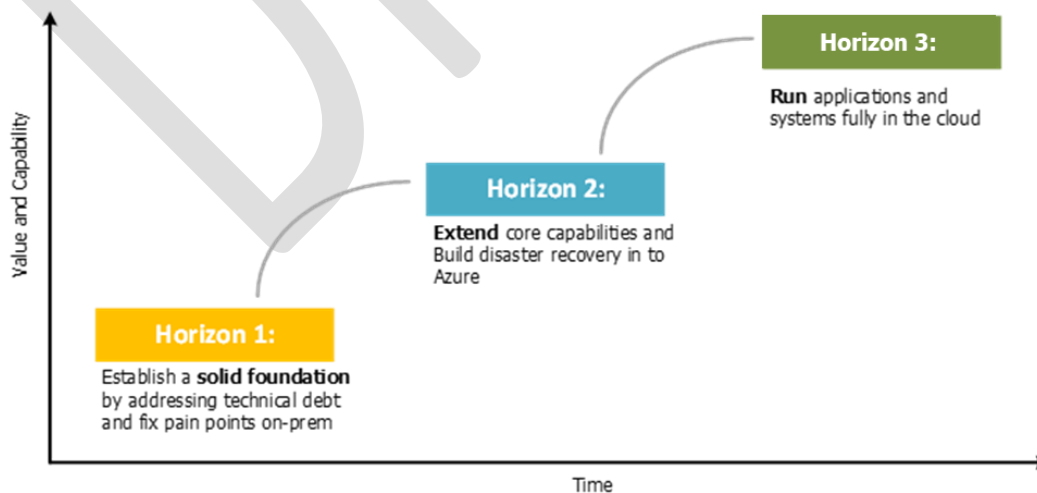 Horizon 3:
Run applications and
systems fully in the cloud
Horizon 2:
Extend core capabilities and
Build disaster recovery in to
Azure
Horizon 1:
Establish a solid foundation
by addressing technical debt
and fix pain points on-prem
Value and Capability
Time